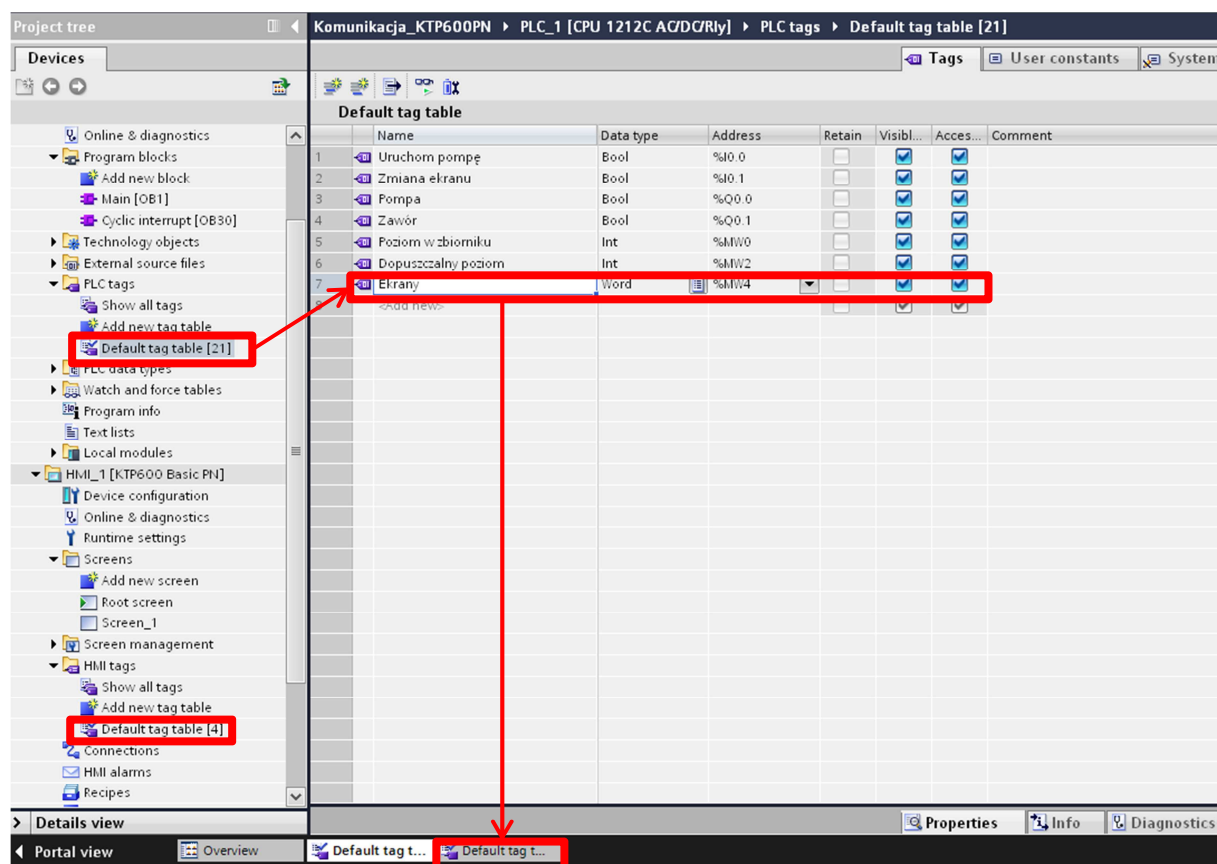 Project tree
Komunikacja_KTP600PN PLC_1 [CPU 1212C AC/DC/Rly] PLC tags Default tag table [21]
Devices
Tags User constants System
Default tag table
Name Data type Address Retain Visibl... Acces... Comment
1 Uruchom pompę Bool %I0.0
2 Zmiana ekranu Bool %I0.1
3 Pompa Bool %Q0.0
4 Zawór Bool %Q0.1
5 Poziom w zbiorniku Int %MW0
6 Dopuszczalny poziom Int %MW2
7 Ekrany Word %MW4
8 <Add new>
Online & diagnostics
Program blocks
Add new block
Main [OB1]
Cyclic interrupt [OB30]
Technology objects
External source files
PLC tags
Show all tags
Add new tag table
Default tag table [21]
PLC data types
Watch and force tables
Program info
Text lists
Local modules
HMI_1 [KTP600 Basic PN]
Device configuration
Online & diagnostics
Runtime settings
Screens
Add new screen
Root screen
Screen_1
Screen management
HMI tags
Show all tags
Add new tag table
Default tag table [4]
Connections
HMI alarms
Recipes
Details view
Properties Info Diagnostics
Portal view Overview Default tag t... Default tag t...